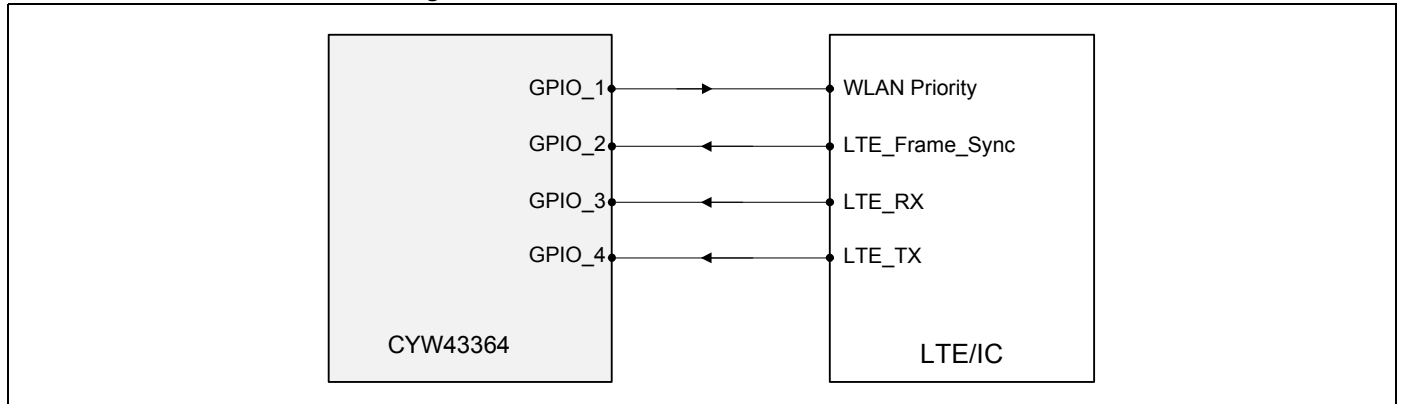 GPIO_1 WLAN Priority
GPIO_2 LTE_Frame_Sync
GPIO_3 LTE_RX
GPIO_4 LTE_TX
CYW43364 LTE/IC